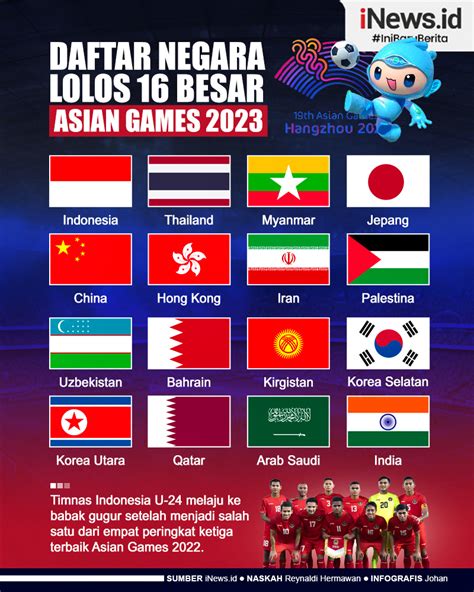 iNews.id
#IniBaruBerita
DAFTAR NEGARA
LOLOS 16 BESAR
ASIAN GAMES 2023
19th Asian Games
Hangzhou 202
Indonesia
Thailand
Myanmar
Jepang
China
Hong Kong
Iran
Palestina
Uzbekistan
Bahrain
Kirgistan
Korea Selatan
Korea Utara
Qatar
Arab Saudi
India
Timnas Indonesia U-24 melaju ke
babak gugur setelah menjadi salah
satu dari empat peringkat ketiga
terbaik Asian Games 2022.
SUMBER iNews.id ● NASKAH Reynaldi Hermawan ● INFOGRAFIS Johan